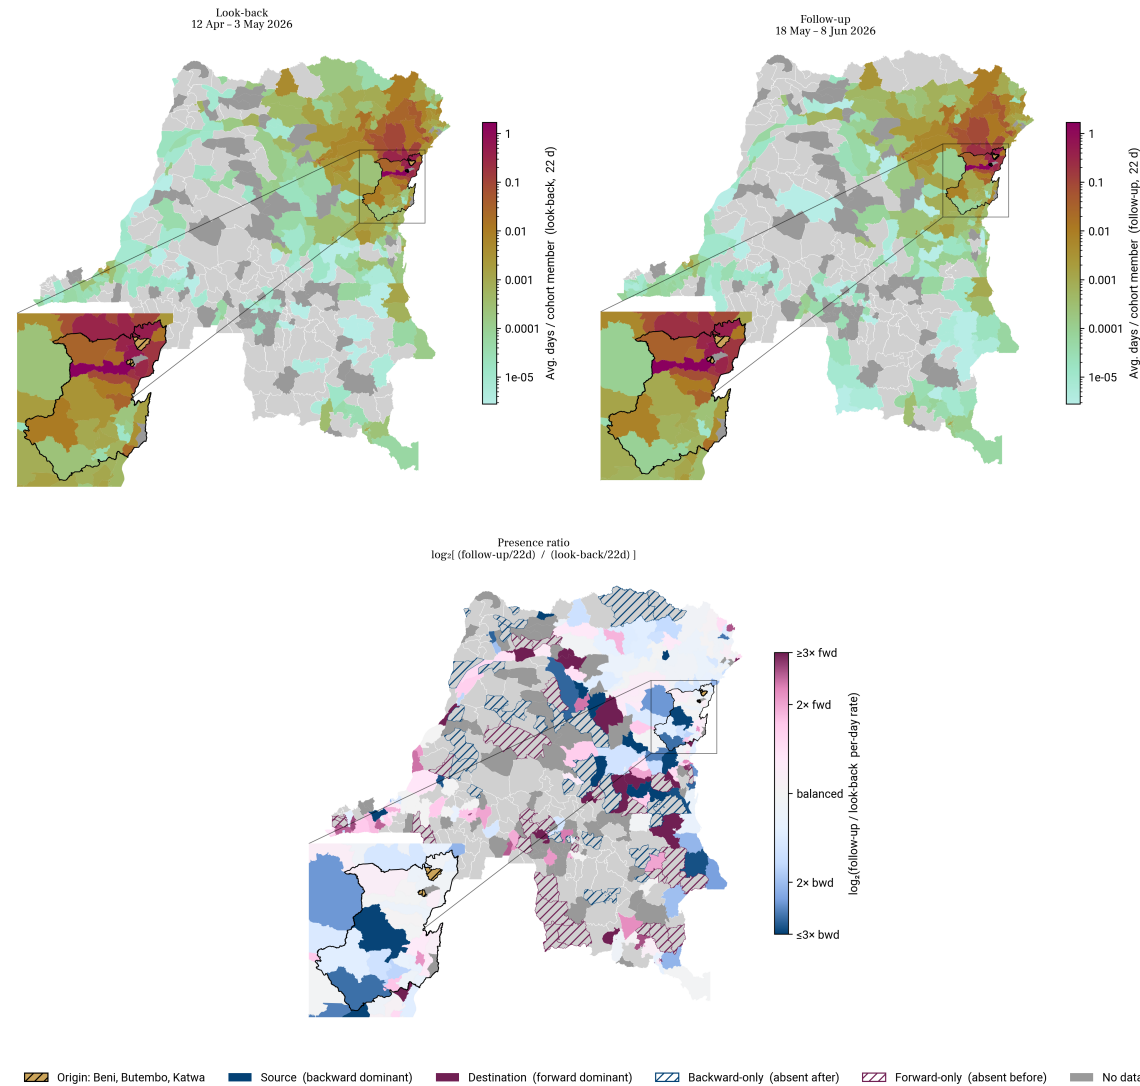 Look-back
12 Apr – 3 May 2026
Follow-up
18 May – 8 Jun 2026
1
0.1
0.01
0.001
0.0001
1e-05
Avg. days / cohort member (look-back, 22 d)
1
0.1
0.01
0.001
0.0001
1e-05
Avg. days / cohort member (follow-up, 22 d)
Presence ratio
log₂[ (follow-up/22d) / (look-back/22d) ]
≥3× fwd
2× fwd
balanced
2× bwd
≤3× bwd
log₂(follow-up / look-back per-day rate)
Origin: Beni, Butembo, Katwa
Source (backward dominant)
Destination (forward dominant)
Backward-only (absent after)
Forward-only (absent before)
No dat